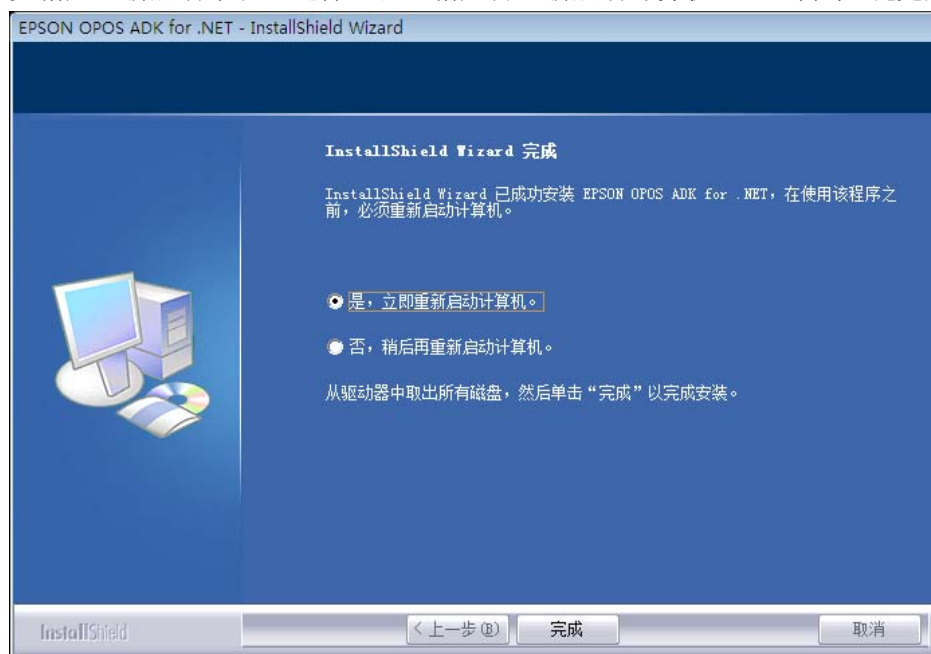 EPSON OPOS ADK for .NET - InstallShield Wizard
InstallShield Wizard 完成
InstallShield Wizard 已成功安装 EPSON OPOS ADK for .NET，在使用该程序之
前，必须重新启动计算机。
是，立即重新启动计算机。
否，稍后再重新启动计算机。
从驱动器中取出所有磁盘，然后单击“完成”以完成安装。
InstallShield
<上一步(B)
完成
取消